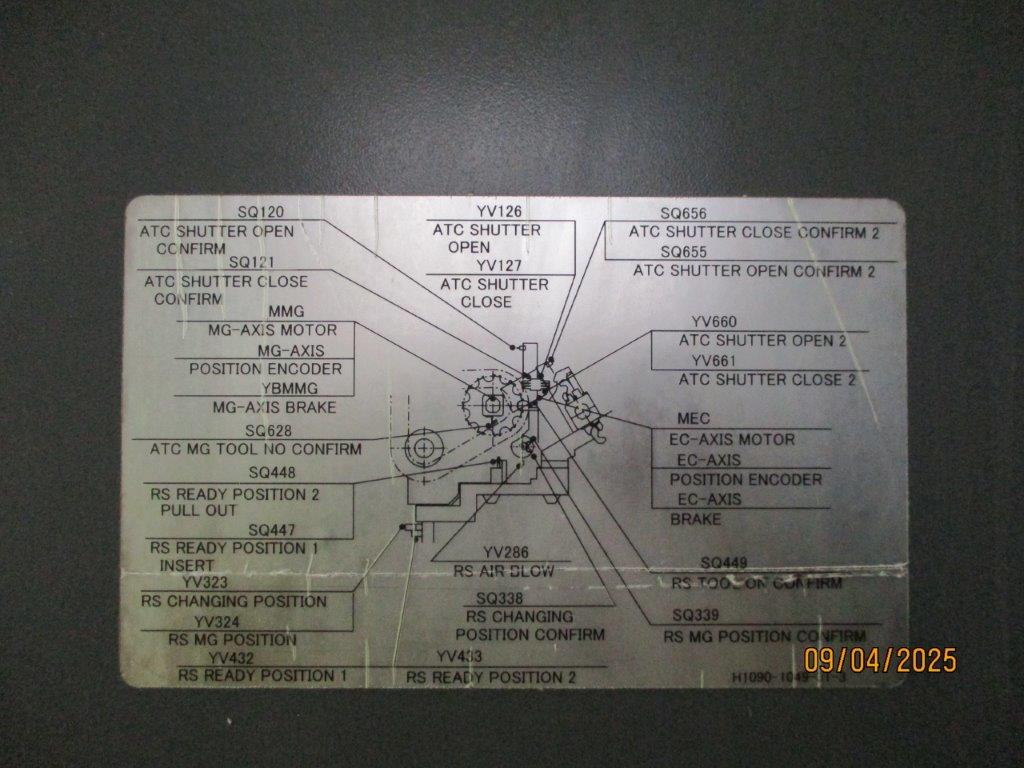 SQ120
ATC SHUTTER OPEN
CONFIRM
SQ121
ATC SHUTTER CLOSE
CONFIRM
MMG
MG-AXIS MOTOR
MG-AXIS
POSITION ENCODER
YBMMG
MG-AXIS BRAKE
SQ628
ATC MG TOOL NO CONFIRM
SQ448
RS READY POSITION 2
PULL OUT
SQ447
RS READY POSITION 1
INSERT
YV323
RS CHANGING POSITION
YV324
RS MG POSITION
YV432
RS READY POSITION 1
YV126
ATC SHUTTER
OPEN
YV127
ATC SHUTTER
CLOSE
YV286
RS AIR BLOW
SQ338
RS CHANGING
POSITION CONFIRM
YV433
RS READY POSITION 2
SQ656
ATC SHUTTER CLOSE CONFIRM 2
SQ655
ATC SHUTTER OPEN CONFIRM 2
YV660
ATC SHUTTER OPEN 2
YV661
ATC SHUTTER CLOSE 2
MEC
EC-AXIS MOTOR
EC-AXIS
POSITION ENCODER
EC-AXIS
BRAKE
SQ449
RS TOOL ON CONFIRM
SQ339
RS MG POSITION CONFIRM
H1090-1049-01-3
09/04/2025